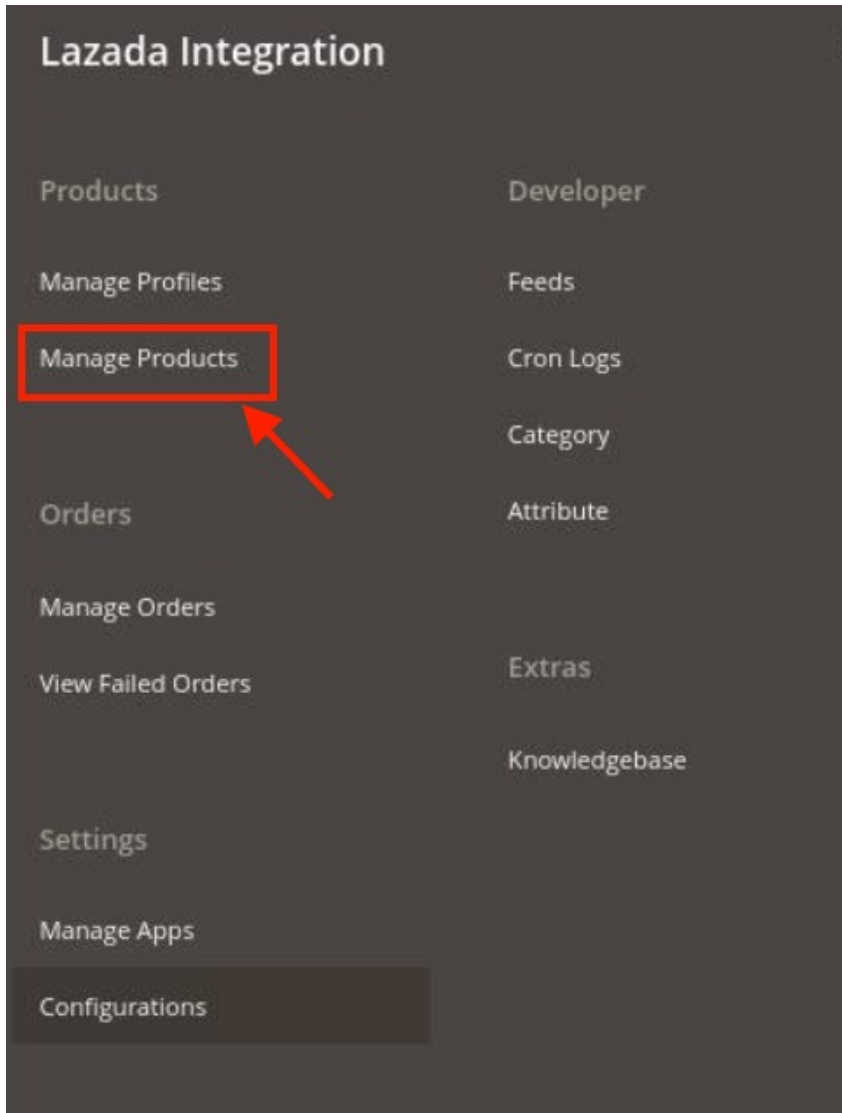 Lazada Integration
Products
Manage Profiles
Manage Products
Orders
Manage Orders
View Failed Orders
Settings
Manage Apps
Configurations
Developer
Feeds
Cron Logs
Category
Attribute
Extras
Knowledgebase